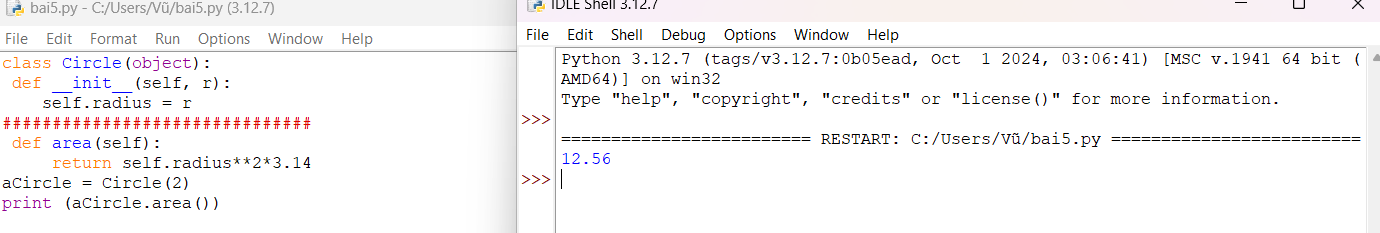 bai5.py - C:/Users/Vũ/bai5.py (3.12.7)
File Edit Format Run Options Window Help
class Circle(object):
 def __init__(self, r):
    self.radius = r
###############################
 def area(self):
     return self.radius**2*3.14
aCircle = Circle(2)
print (aCircle.area())
IDLE Shell 3.12.7
File Edit Shell Debug Options Window Help
Python 3.12.7 (tags/v3.12.7:0b05ead, Oct  1 2024, 03:06:41) [MSC v.1941 64 bit (
AMD64)] on win32
Type "help", "copyright", "credits" or "license()" for more information.
>>>
========================= RESTART: C:/Users/Vũ/bai5.py =========================
12.56
>>>